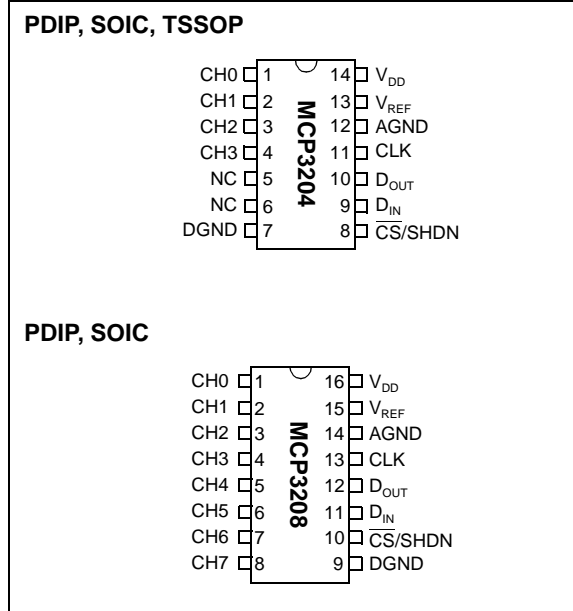 PDIP, SOIC, TSSOP
CH0 1 14 VDD
CH1 2 13 VREF
CH2 3 12 AGND
CH3 4 11 CLK
NC 5 10 DOUT
NC 6 9 DIN
DGND 7 8 C̅S̅/SHDN
MCP3204
PDIP, SOIC
CH0 1 16 VDD
CH1 2 15 VREF
CH2 3 14 AGND
CH3 4 13 CLK
CH4 5 12 DOUT
CH5 6 11 DIN
CH6 7 10 C̅S̅/SHDN
CH7 8 9 DGND
MCP3208